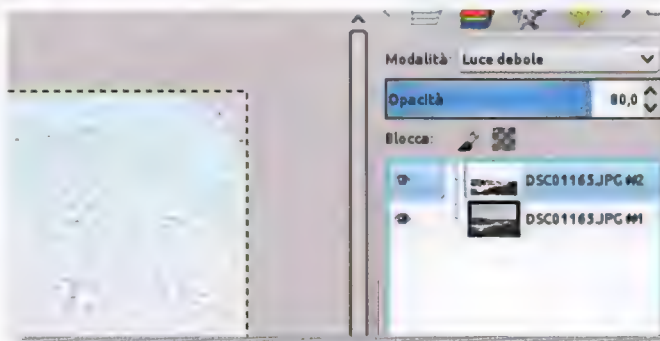 Modalità: Luce debole
Opacità 80,0
Blocca:
DSC01165.JPG #2
DSC01165.JPG #1